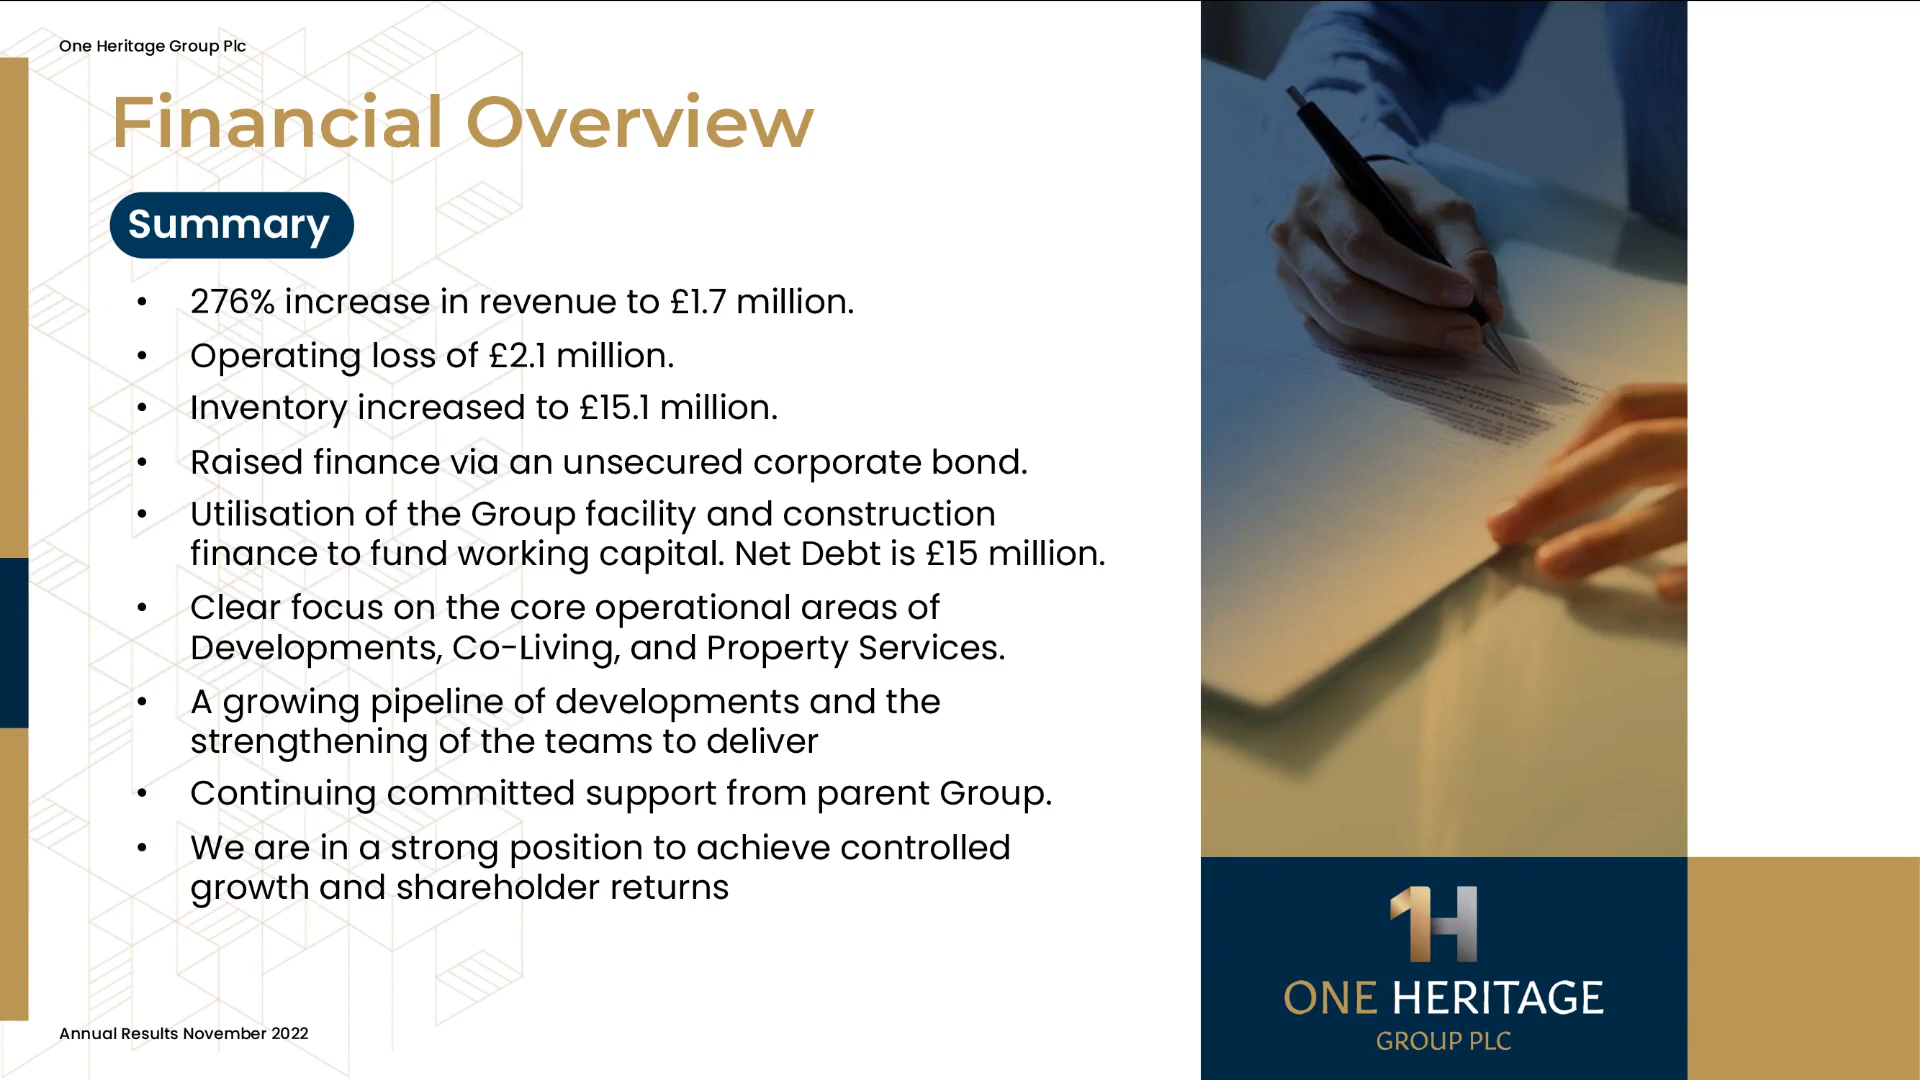 One Heritage Group Plc
Financial Overview
Summary
• 276% increase in revenue to £1.7 million.
• Operating loss of £2.1 million.
• Inventory increased to £15.1 million.
• Raised finance via an unsecured corporate bond.
• Utilisation of the Group facility and construction
finance to fund working capital. Net Debt is £15 million.
• Clear focus on the core operational areas of
Developments, Co-Living, and Property Services.
• A growing pipeline of developments and the
strengthening of the teams to deliver
• Continuing committed support from parent Group.
• We are in a strong position to achieve controlled
growth and shareholder returns
Annual Results November 2022
1H
ONE HERITAGE
GROUP PLC